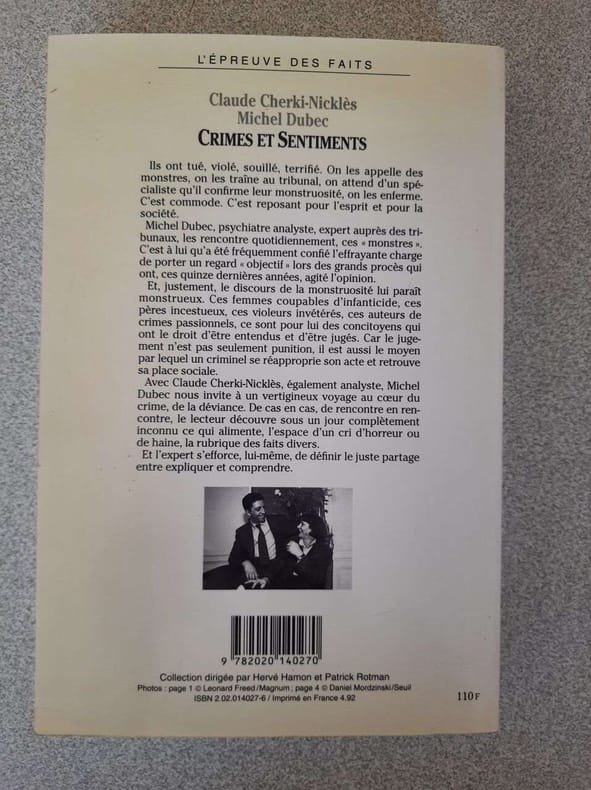 L'ÉPREUVE DES FAITS
Claude Cherki-Nicklès
Michel Dubec
CRIMES ET SENTIMENTS
Ils ont tué, violé, souillé, terrifié. On les appelle des
monstres, on les traîne au tribunal, on attend d'un spé-
cialiste qu'il confirme leur monstruosité, on les enferme.
C'est commode. C'est reposant pour l'esprit et pour la
société.
Michel Dubec, psychiatre analyste, expert auprès des tri-
bunaux, les rencontre quotidiennement, ces « monstres ».
C'est à lui qu'a été fréquemment confié l'effrayante charge
de porter un regard « objectif » lors des grands procès qui
ont, ces quinze dernières années, agité l'opinion.
Et, justement, le discours de la monstruosité lui paraît
monstrueux. Ces femmes coupables d'infanticide, ces
pères incestueux, ces violeurs invétérés, ces auteurs de
crimes passionnels, ce sont pour lui des concitoyens qui
ont le droit d'être entendus et d'être jugés. Car le juge-
ment n'est pas seulement punition, il est aussi le moyen
par lequel un criminel se réapproprie son acte et retrouve
sa place sociale.
Avec Claude Cherki-Nicklès, également analyste, Michel
Dubec nous invite à un vertigineux voyage au cœur du
crime, de la déviance. De cas en cas, de rencontre en ren-
contre, le lecteur découvre sous un jour complètement
inconnu ce qui alimente, l'espace d'un cri d'horreur ou
de haine, la rubrique des faits divers.
Et l'expert s'efforce, lui-même, de définir le juste partage
entre expliquer et comprendre.
9 782020 140270
Collection dirigée par Hervé Hamon et Patrick Rotman
Photos : page 1 © Leonard Freed/Magnum ; page 4 © Daniel Mordzinski/Seuil
ISBN 2.02.014027-6 / Imprimé en France 4.92
110 F